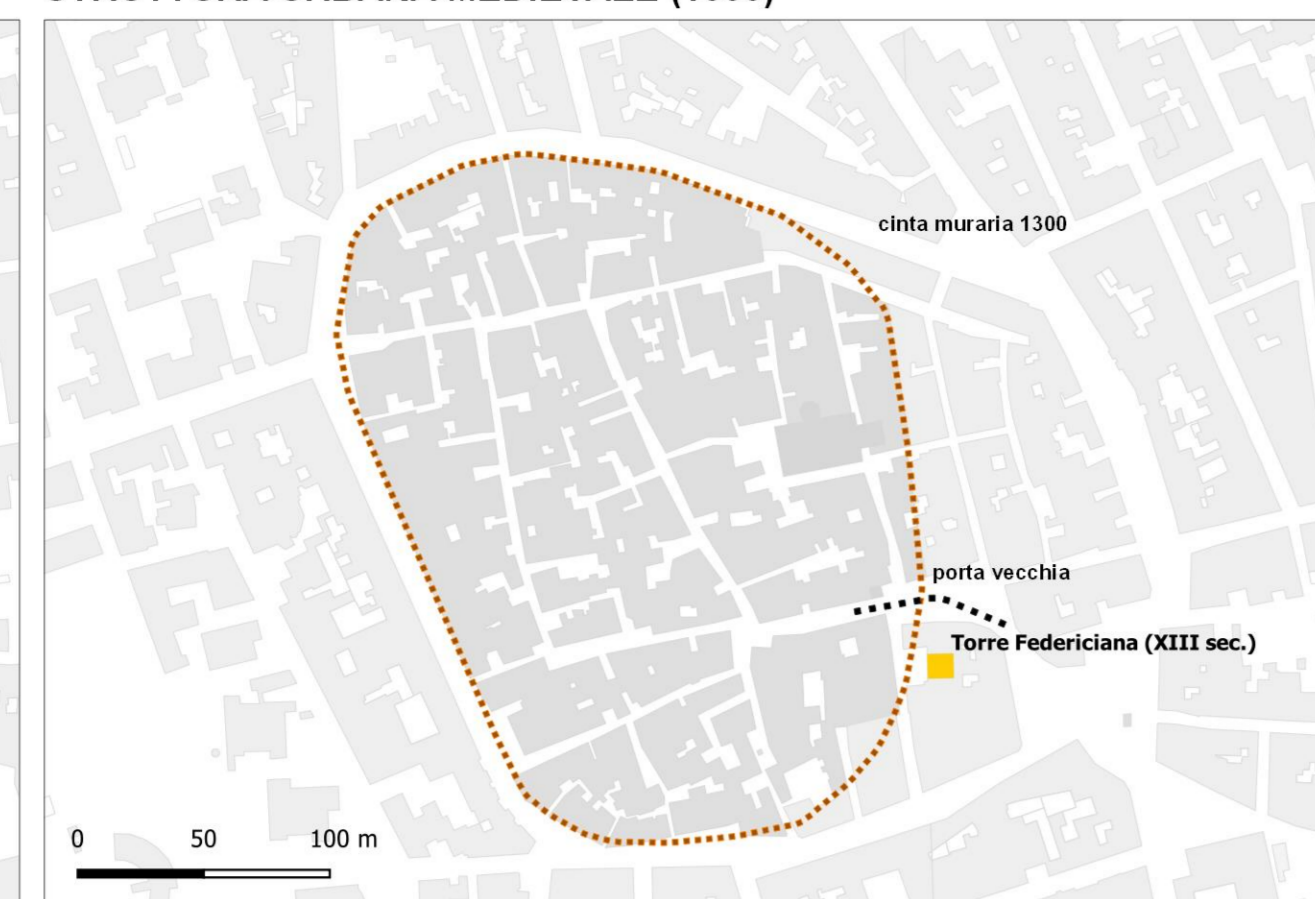 cinta muraria 1300
porta vecchia
Torre Federiciana (XIII sec.)
0 50 100 m